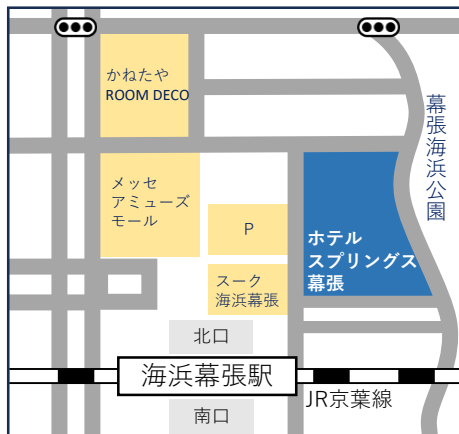 かねたや
ROOM DECO
幕張海浜公園
メッセ
アミューズ
モール
P
ホテル
スプリングス
幕張
スーク
海浜幕張
北口
海浜幕張駅
JR京葉線
南口